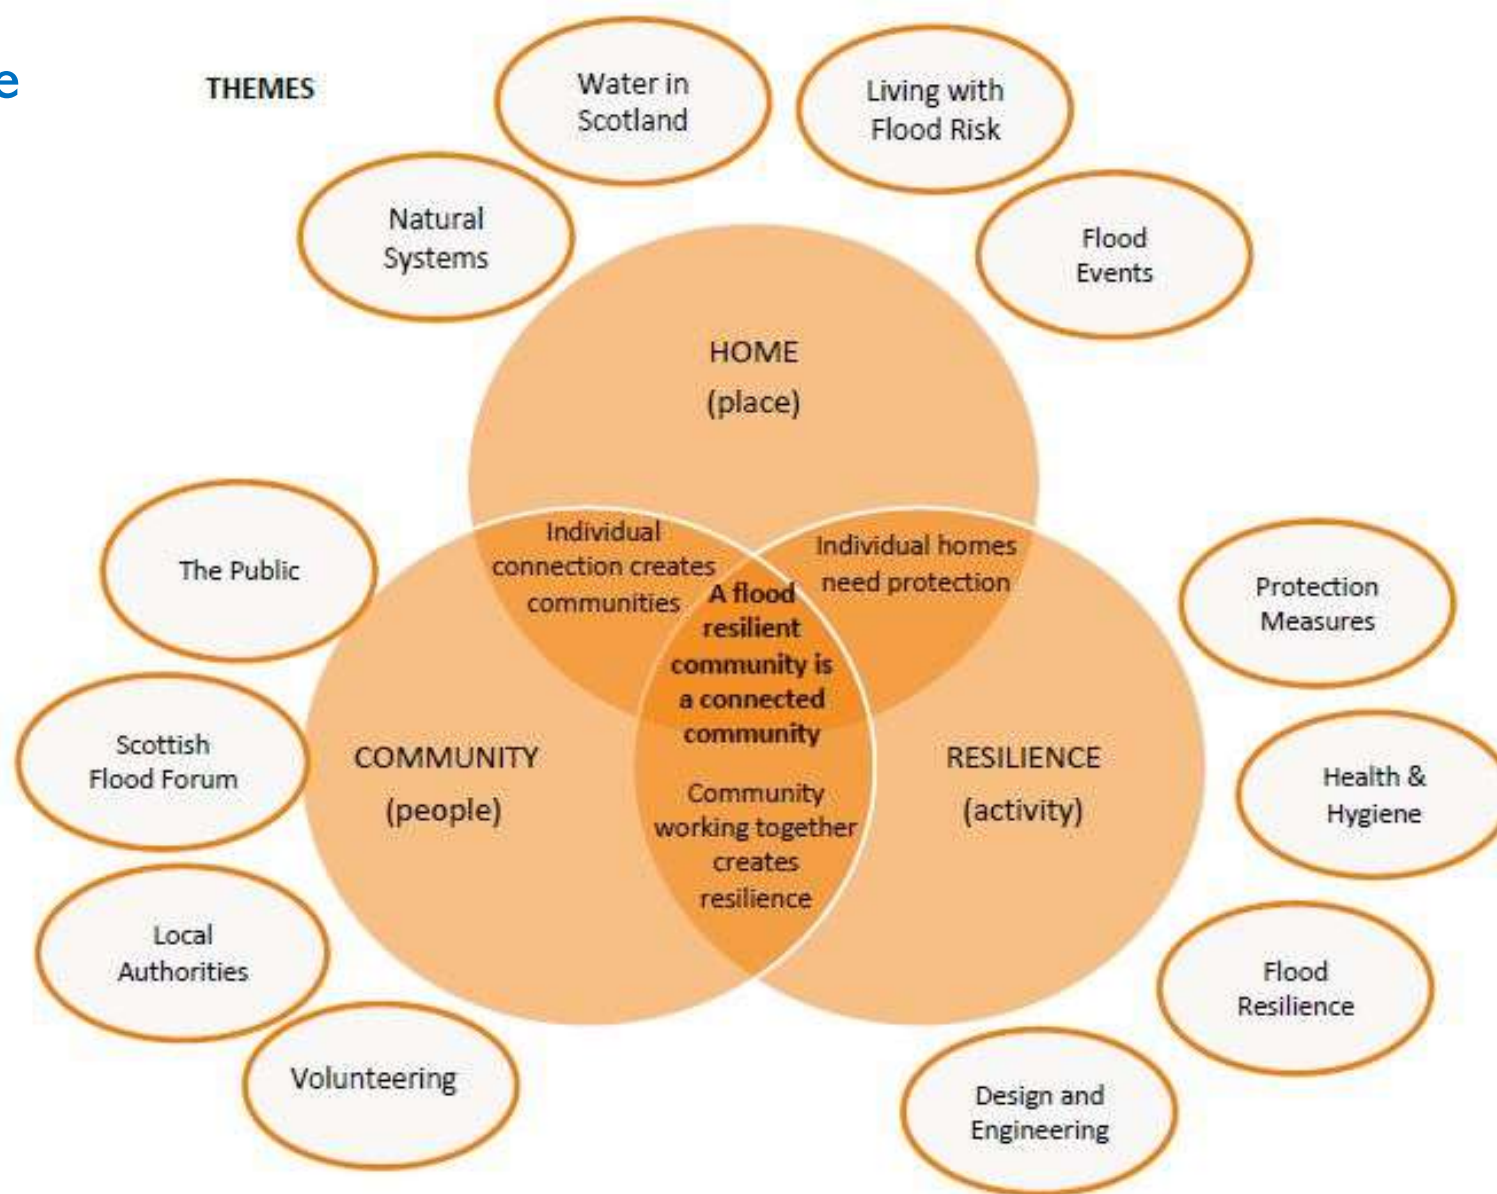 e
THEMES
Water in
Scotland
Living with
Flood Risk
Natural
Systems
Flood
Events
HOME
(place)
Individual
connection creates
communities
Individual homes
need protection
A flood
resilient
community is
a connected
community
Community
working together
creates
resilience
COMMUNITY
(people)
RESILIENCE
(activity)
The Public
Scottish
Flood Forum
Local
Authorities
Volunteering
Protection
Measures
Health &
Hygiene
Flood
Resilience
Design and
Engineering